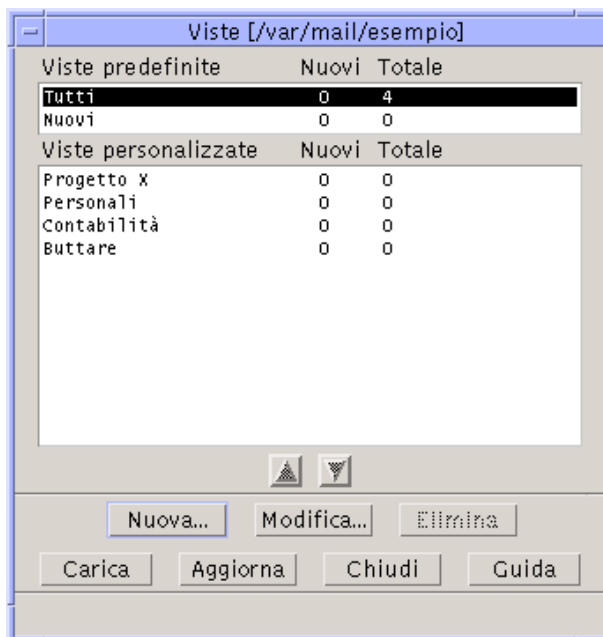 Viste [/var/mail/esempio]
Viste predefinite Nuovi Totale
Tutti 0 4
Nuovi 0 0
Viste personalizzate Nuovi Totale
Progetto X 0 0
Personali 0 0
Contabilità 0 0
Buttare 0 0
Nuova... Modifica... Elimina
Carica Aggiorna Chiudi Guida